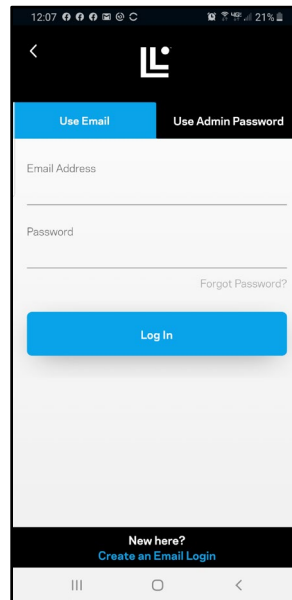 12:07 21%
Use Email Use Admin Password
Email Address
Password
Forgot Password?
Log In
New here?
Create an Email Login